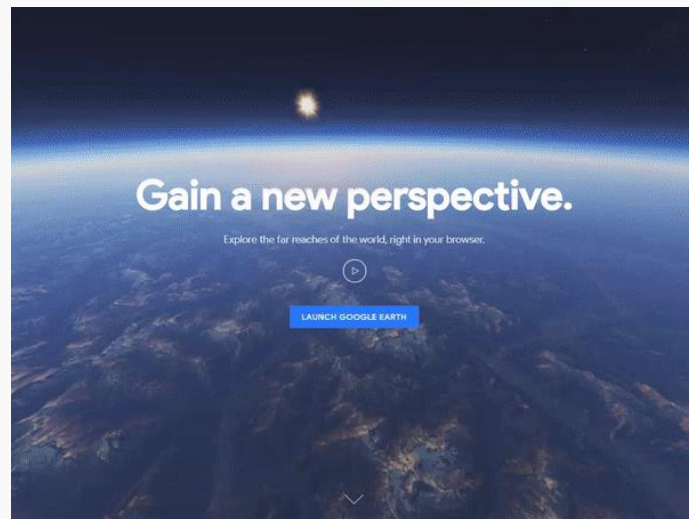 Gain a new perspective.
Explore the far reaches of the world, right in your browser.
LAUNCH GOOGLE EARTH